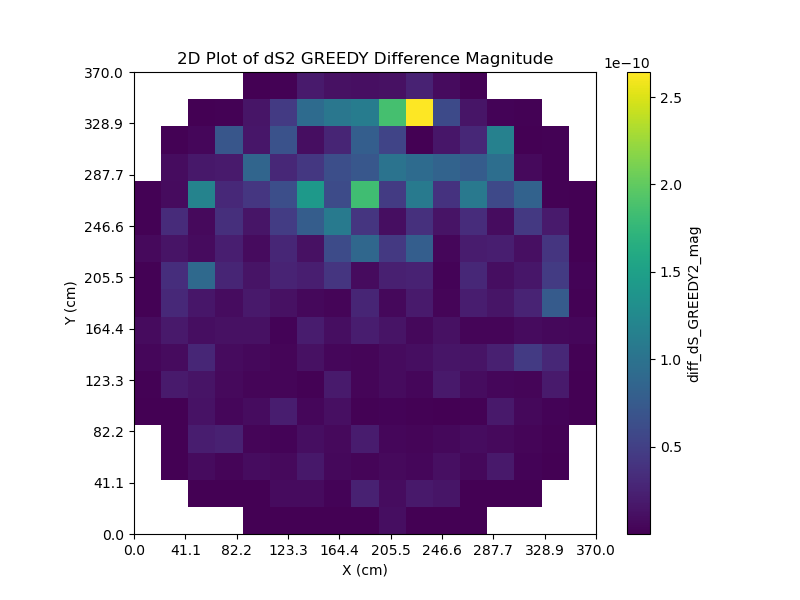 2D Plot of dS2 GREEDY Difference Magnitude
1e−10
370.0
328.9
287.7
246.6
205.5
164.4
123.3
82.2
41.1
0.0
Y (cm)
0.0 41.1 82.2 123.3 164.4 205.5 246.6 287.7 328.9 370.0
X (cm)
2.5
2.0
1.5
1.0
0.5
diff_dS_GREEDY2_mag